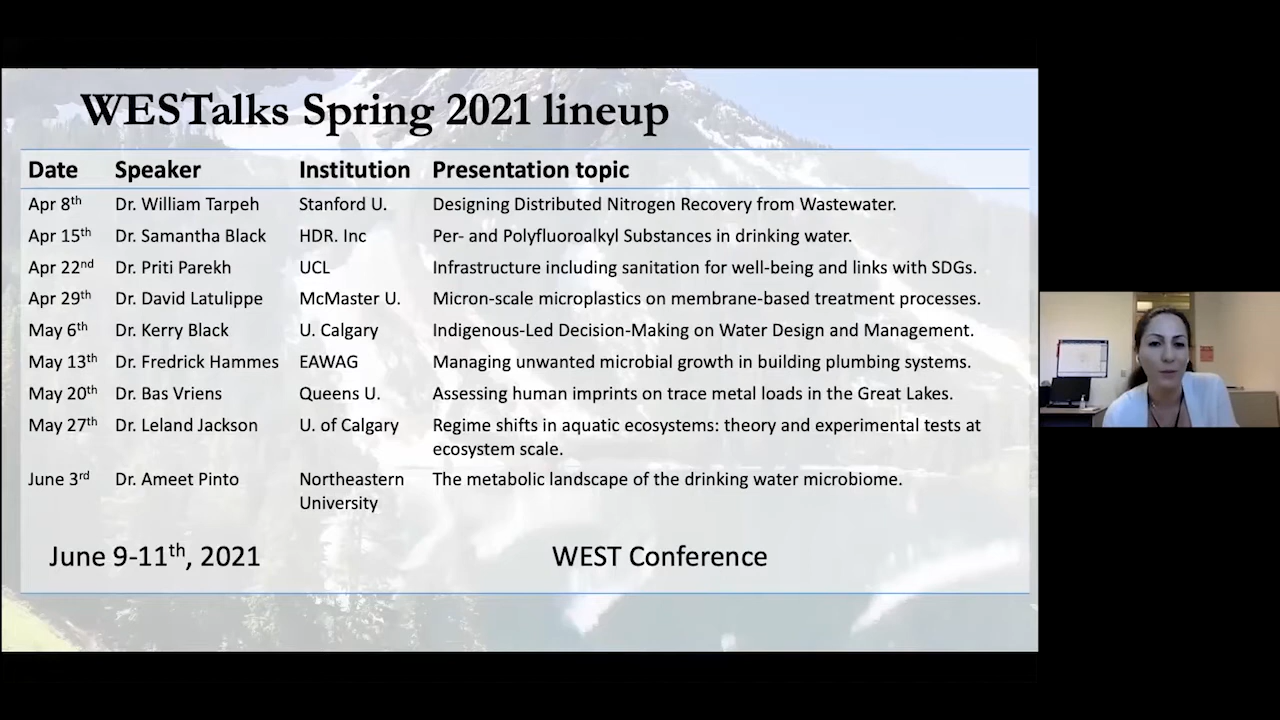 WESTalks Spring 2021 lineup
Date Speaker Institution Presentation topic
Apr 8th Dr. William Tarpeh Stanford U. Designing Distributed Nitrogen Recovery from Wastewater.
Apr 15th Dr. Samantha Black HDR. Inc Per- and Polyfluoroalkyl Substances in drinking water.
Apr 22nd Dr. Priti Parekh UCL Infrastructure including sanitation for well-being and links with SDGs.
Apr 29th Dr. David Latulippe McMaster U. Micron-scale microplastics on membrane-based treatment processes.
May 6th Dr. Kerry Black U. Calgary Indigenous-Led Decision-Making on Water Design and Management.
May 13th Dr. Fredrick Hammes EAWAG Managing unwanted microbial growth in building plumbing systems.
May 20th Dr. Bas Vriens Queens U. Assessing human imprints on trace metal loads in the Great Lakes.
May 27th Dr. Leland Jackson U. of Calgary Regime shifts in aquatic ecosystems: theory and experimental tests at
ecosystem scale.
June 3rd Dr. Ameet Pinto Northeastern The metabolic landscape of the drinking water microbiome.
University
June 9-11th, 2021 WEST Conference